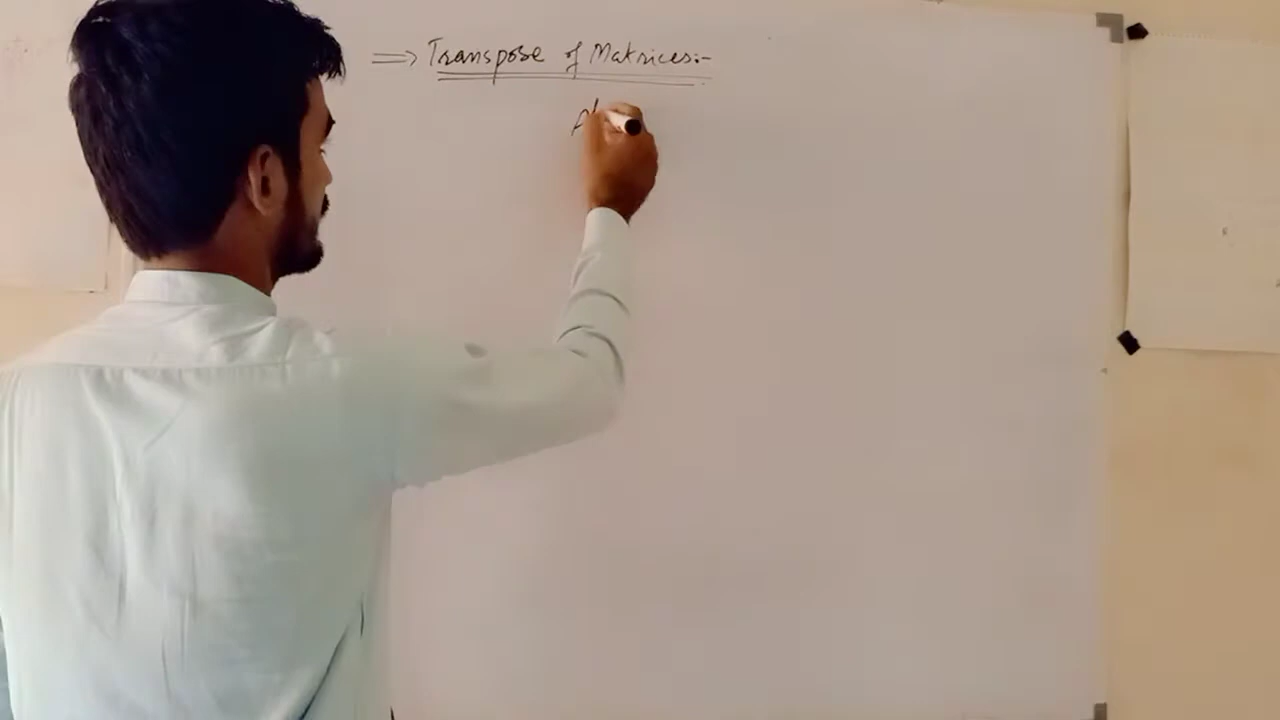 ⇒ Transpose of Matrices:-
A